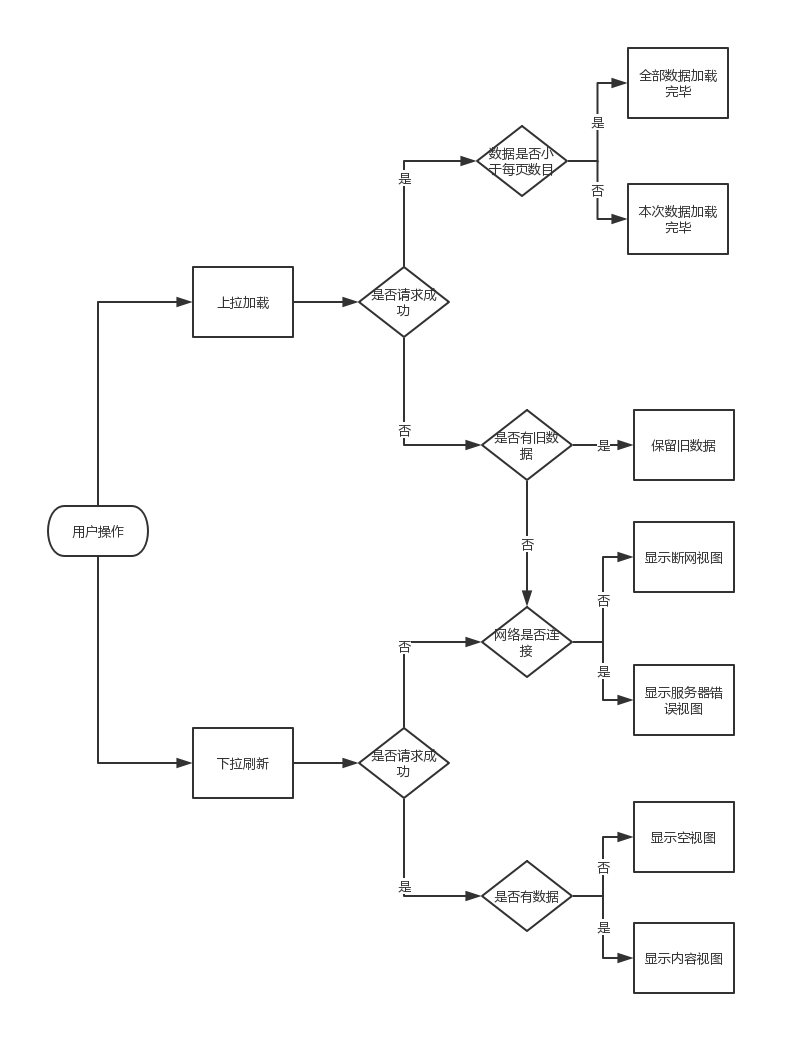 全部数据加载
完毕
是
数据是否小
于每页数目
是
否
本次数据加载
完毕
上拉加载
是否请求成
功
否
是否有旧数
据
是
保留旧数据
用户操作
否
显示断网视图
否
网络是否连
接
否
是
显示服务器错
误视图
下拉刷新
是否请求成
功
显示空视图
否
是
是否有数据
是
显示内容视图